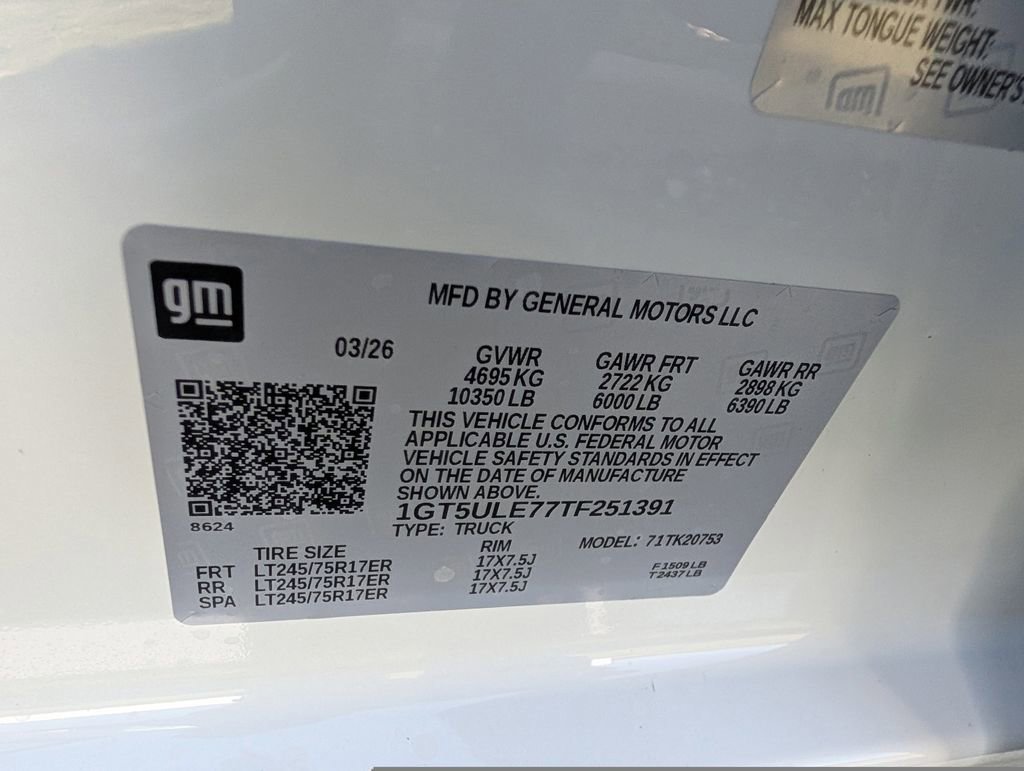 MAX TONGUE WEIGHT:
SEE OWNER'S
gm
gm
MFD BY GENERAL MOTORS LLC
03/26
GVWR GAWR FRT GAWR RR
4695 KG 2722 KG 2898 KG
10350 LB 6000 LB 6390 LB
THIS VEHICLE CONFORMS TO ALL
APPLICABLE U.S. FEDERAL MOTOR
VEHICLE SAFETY STANDARDS IN EFFECT
ON THE DATE OF MANUFACTURE
SHOWN ABOVE.
1GT5ULE77TF251391
8624
TYPE: TRUCK
MODEL: 71TK20753
TIRE SIZE RIM
FRT LT245/75R17ER 17X7.5J
RR LT245/75R17ER 17X7.5J
SPA LT245/75R17ER 17X7.5J
F1509 LB
T2437 LB